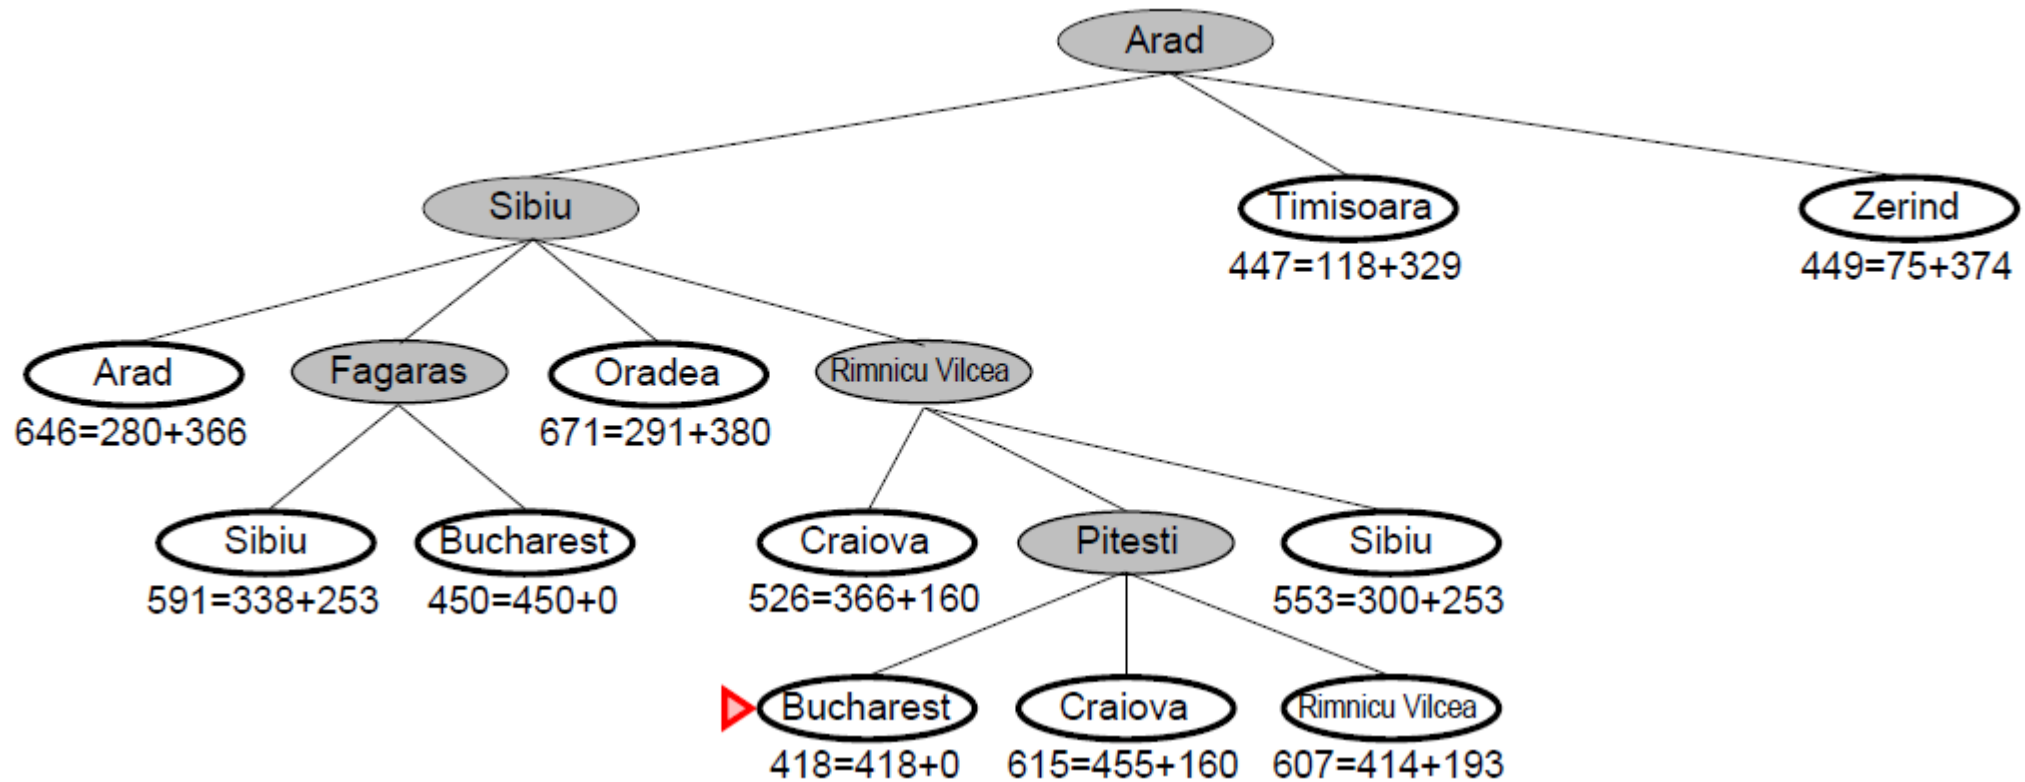 Arad
Sibiu
Timisoara
Zerind
447=118+329
449=75+374
Arad
Fagaras
Oradea
Rimnicu Vilcea
646=280+366
671=291+380
Sibiu
Bucharest
Craiova
Pitesti
Sibiu
591=338+253
450=450+0
526=366+160
553=300+253
Bucharest
Craiova
Rimnicu Vilcea
418=418+0
615=455+160
607=414+193